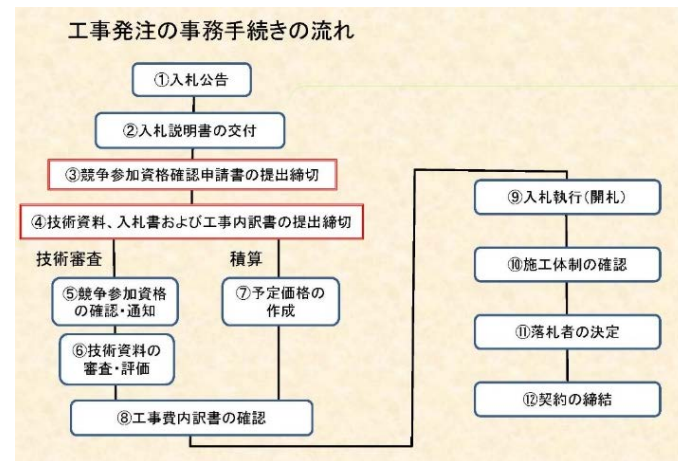 工事発注の事務手続きの流れ
①入札公告
②入札説明書の交付
③競争参加資格確認申請書の提出締切
④技術資料、入札書および工事内訳書の提出締切
技術審査
積算
⑤競争参加資格
の確認・通知
⑦予定価格の
作成
⑥技術資料の
審査・評価
⑧工事費内訳書の確認
⑨入札執行(開札)
⑩施工体制の確認
⑪落札者の決定
⑫契約の締結